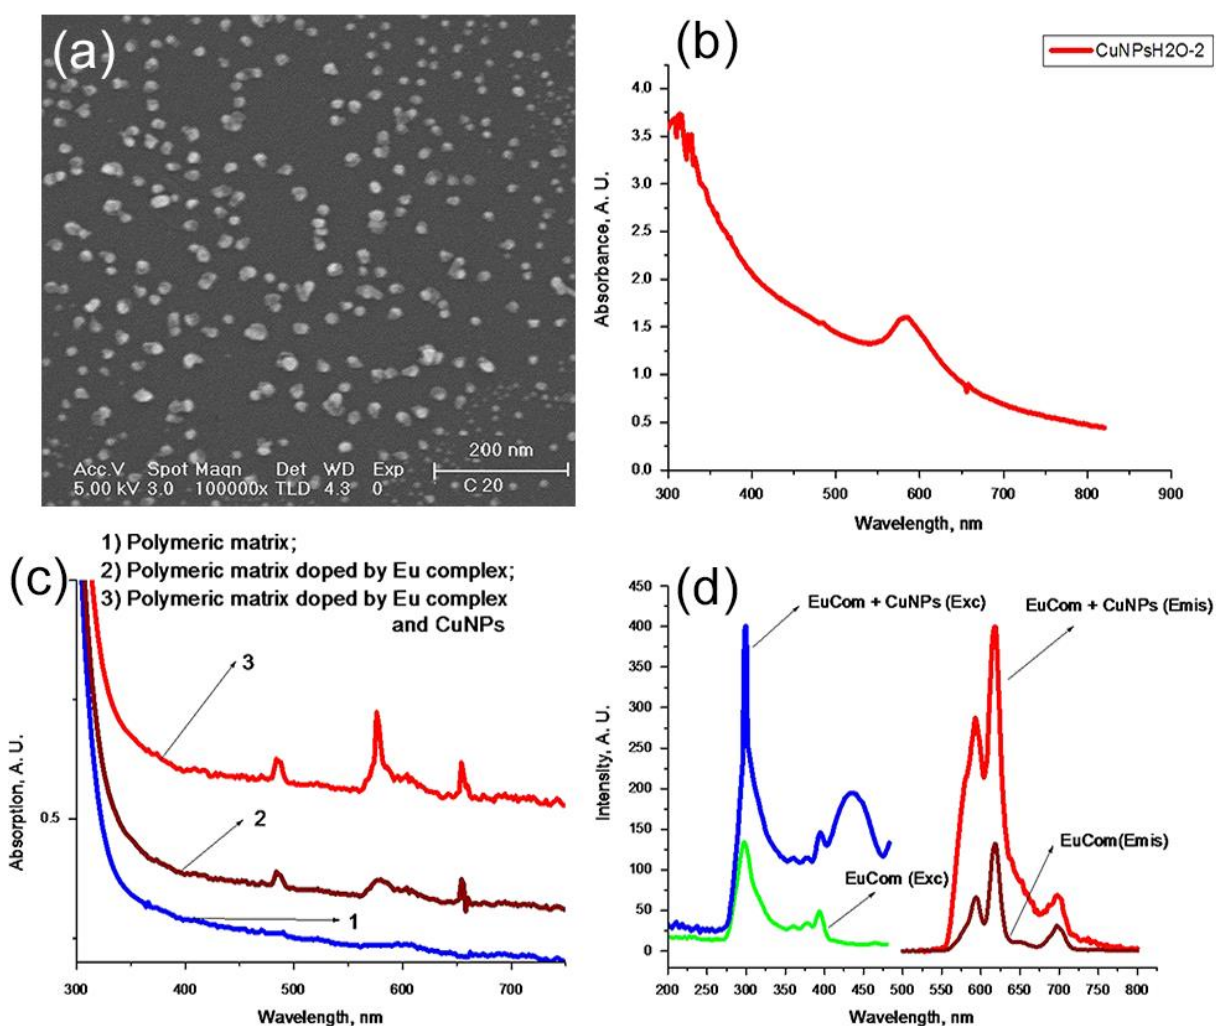 (a)
Acc.V Spot Magn Det WD Exp
5.00 kV 3.0 100000x TLD 4.3 0
200 nm
C 20
(b)
CuNPsH2O-2
Absorbance, A. U.
4.0
3.5
3.0
2.5
2.0
1.5
1.0
0.5
0.0
300 400 500 600 700 800 900
Wavelength, nm
(c)
1) Polymeric matrix;
2) Polymeric matrix doped by Eu complex;
3) Polymeric matrix doped by Eu complex
and CuNPs
Absorption, A. U.
0.5
3
2
1
300 400 500 600 700
Wavelength, nm
(d)
EuCom + CuNPs (Exc)
EuCom + CuNPs (Emis)
EuCom (Exc)
EuCom(Emis)
Intensity, A. U.
450
400
350
300
250
200
150
100
50
0
200 250 300 350 400 450 500 550 600 650 700 750 800
Wavelength, nm